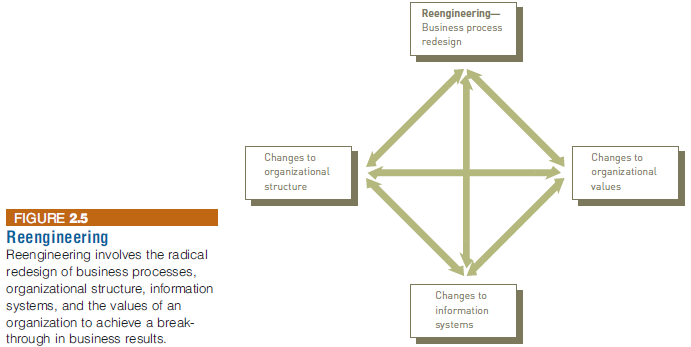 Reengineering—
Business process
redesign
Changes to
organizational
structure
Changes to
organizational
values
Changes to
information
systems
FIGURE 2.5
Reengineering
Reengineering involves the radical
redesign of business processes,
organizational structure, information
systems, and the values of an
organization to achieve a break-
through in business results.